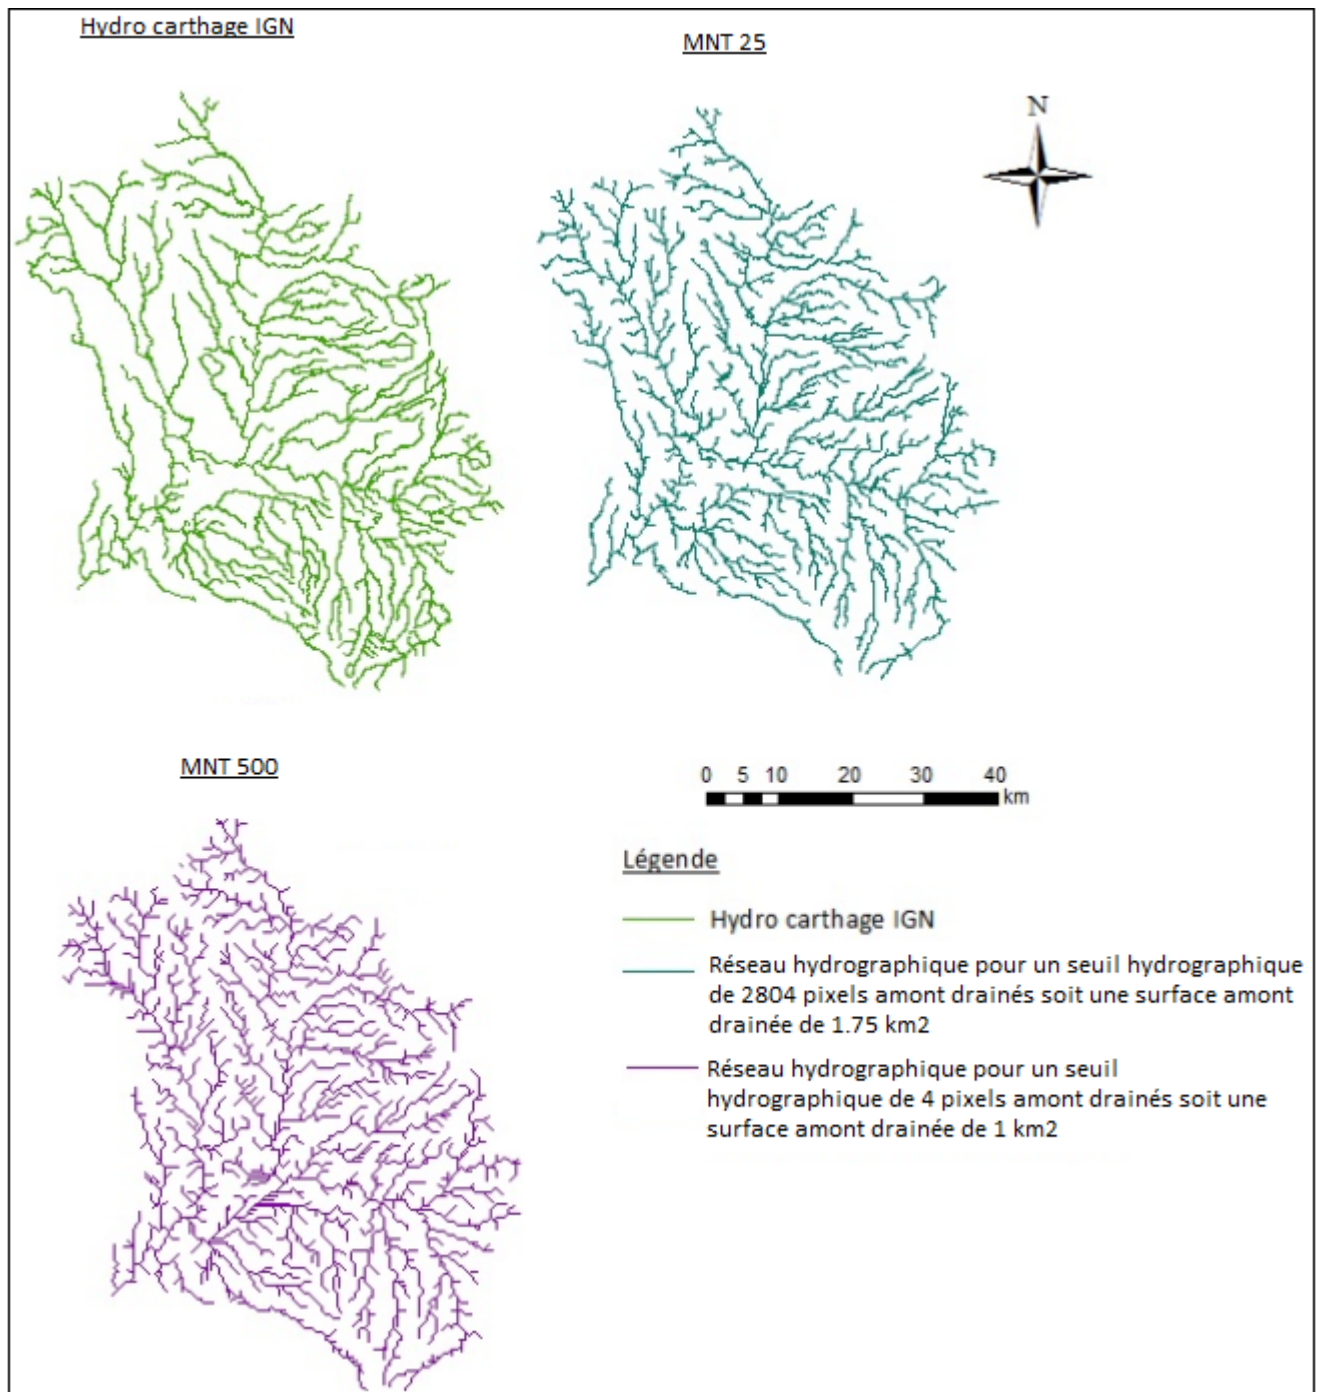 Hydro carthage IGN
MNT 25
N
MNT 500
0 5 10 20 30 40
km
Légende
Hydro carthage IGN
Réseau hydrographique pour un seuil hydrographique
de 2804 pixels amont drainés soit une surface amont
drainée de 1.75 km2
Réseau hydrographique pour un seuil
hydrographique de 4 pixels amont drainés soit une
surface amont drainée de 1 km2